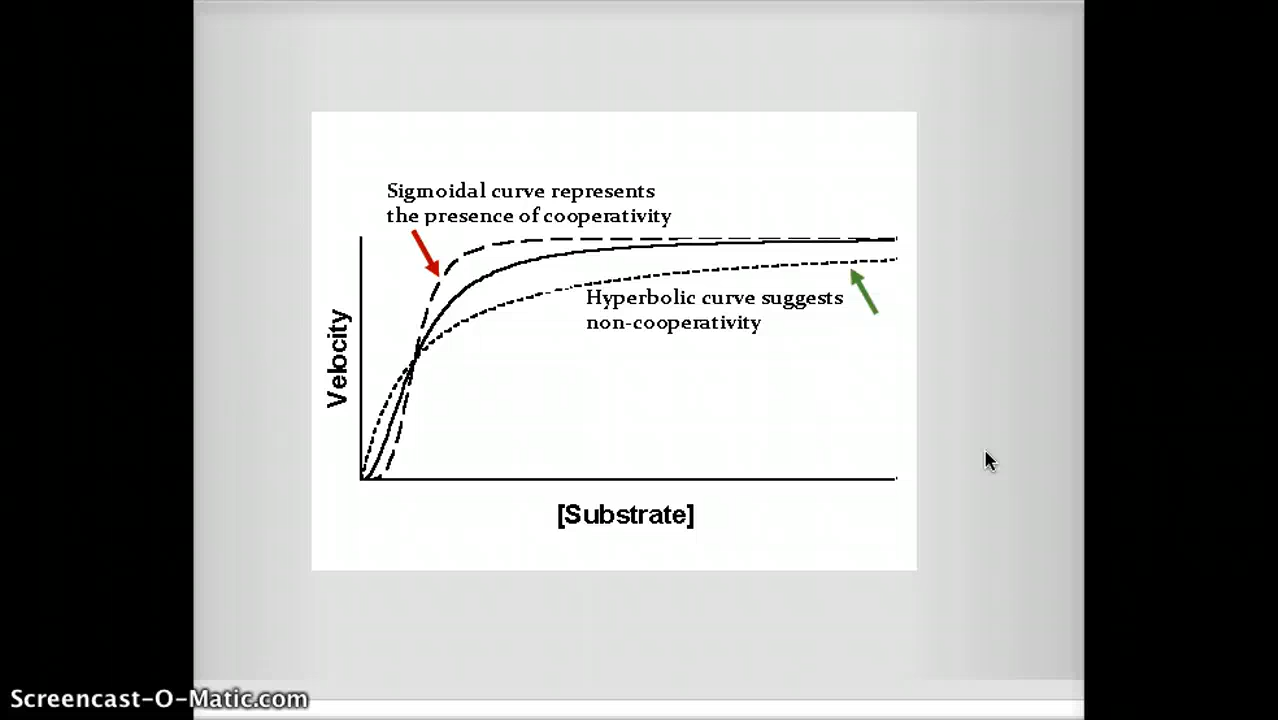 Sigmoidal curve represents
the presence of cooperativity
Hyperbolic curve suggests
non-cooperativity
Velocity
[Substrate]
Screencast-O-Matic.com